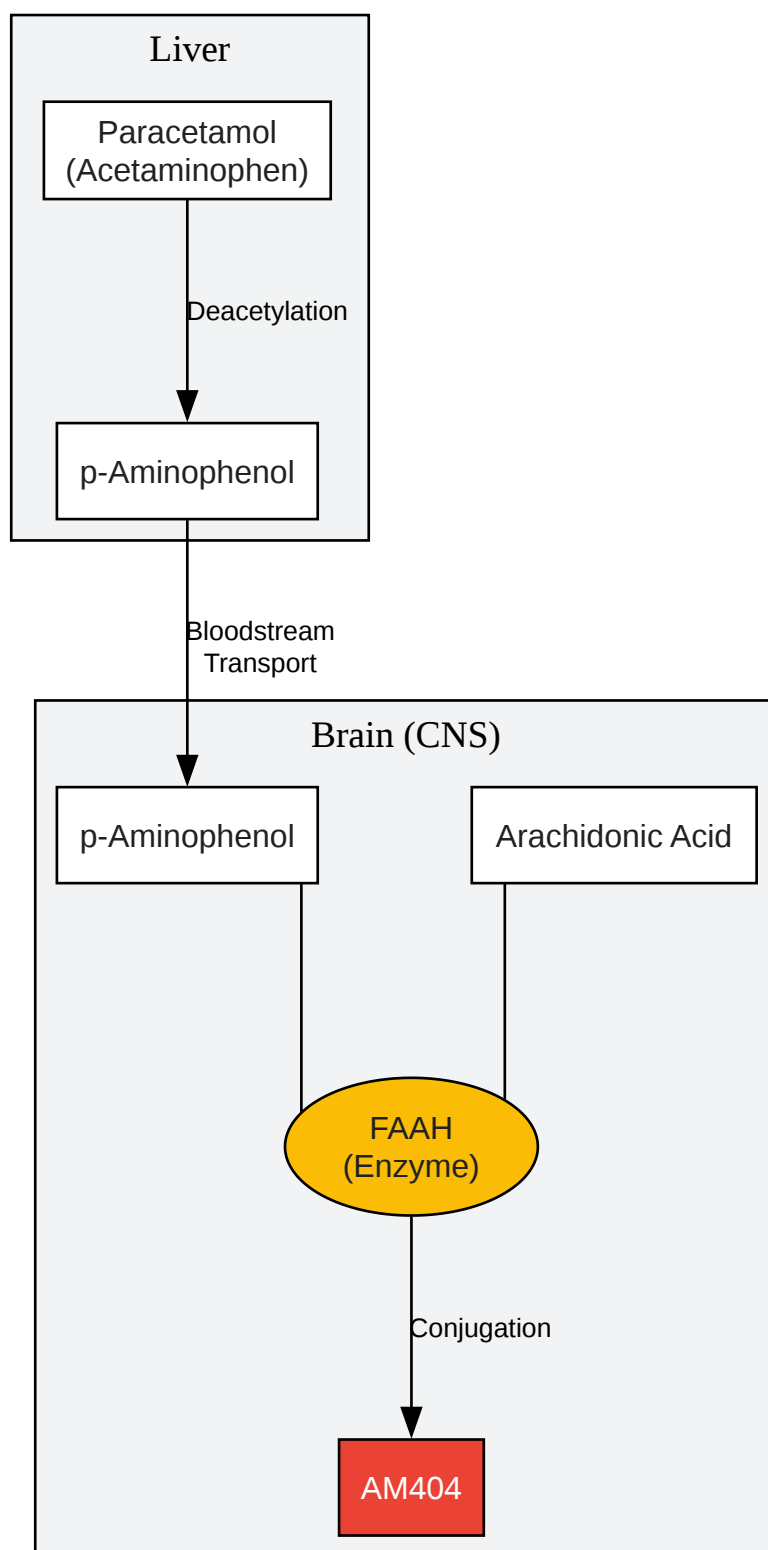 Liver
Paracetamol
(Acetaminophen)
Deacetylation
p-Aminophenol
Bloodstream
Transport
Brain (CNS)
p-Aminophenol
Arachidonic Acid
FAAH
(Enzyme)
Conjugation
AM404